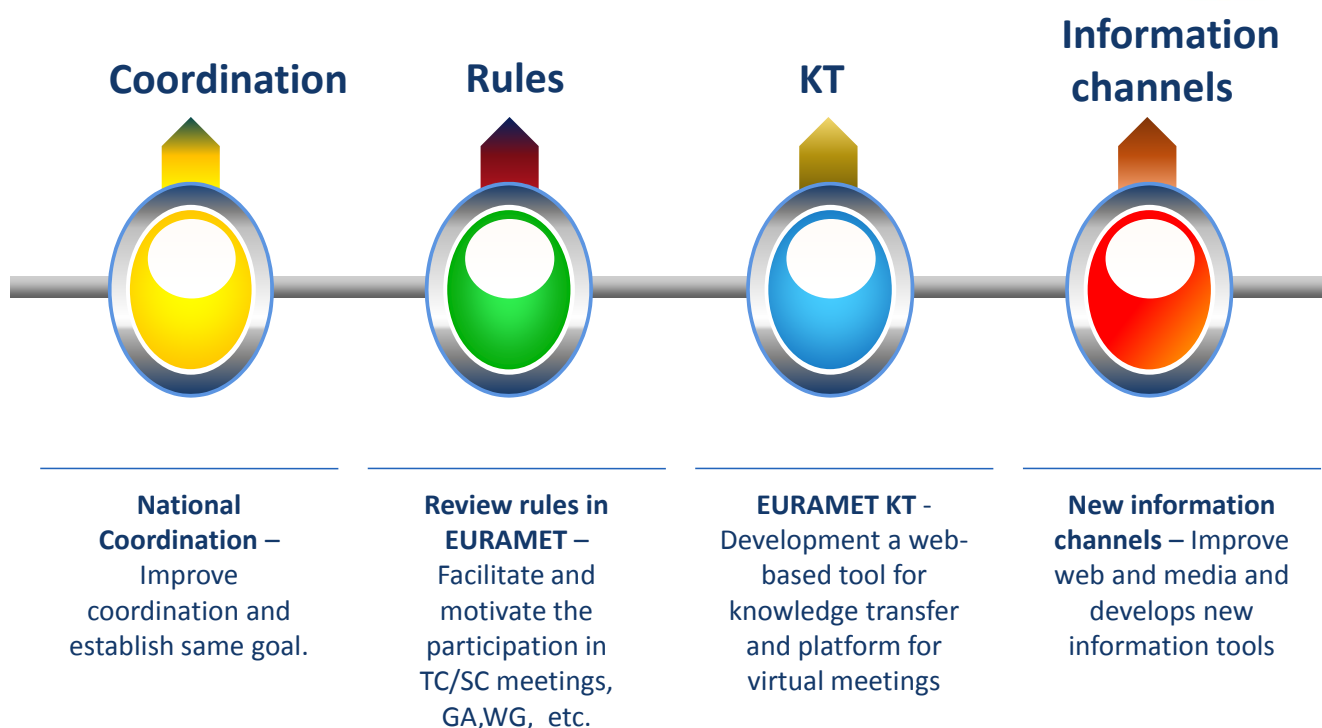 Coordination
Rules
KT
Information
channels
National
Coordination –
Improve
coordination and
establish same goal.
Review rules in
EURAMET –
Facilitate and
motivate the
participation in
TC/SC meetings,
GA,WG, etc.
EURAMET KT -
Development a web-
based tool for
knowledge transfer
and platform for
virtual meetings
New information
channels – Improve
web and media and
develops new
information tools